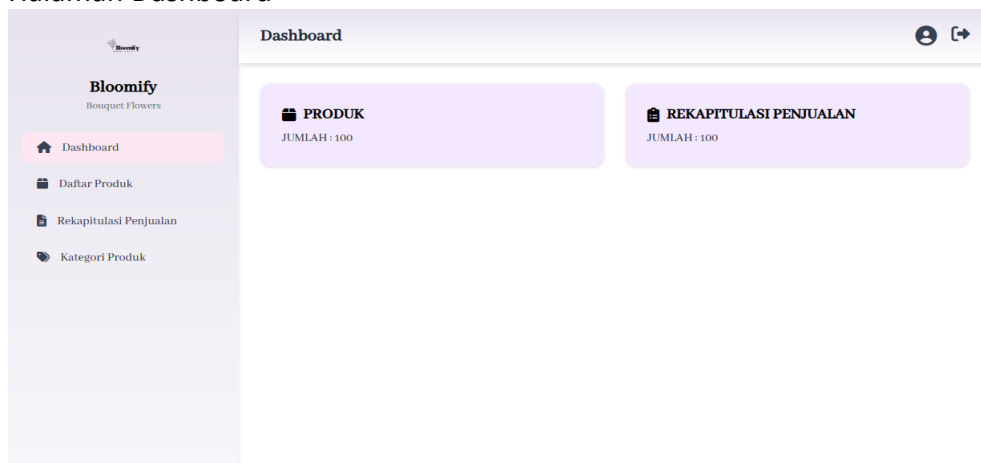 Halaman Dashboard
Bloomify
Bloomify
Bouquet Flowers
Dashboard
Daftar Produk
Rekapitulasi Penjualan
Kategori Produk
Dashboard
PRODUK
JUMLAH : 100
REKAPITULASI PENJUALAN
JUMLAH : 100